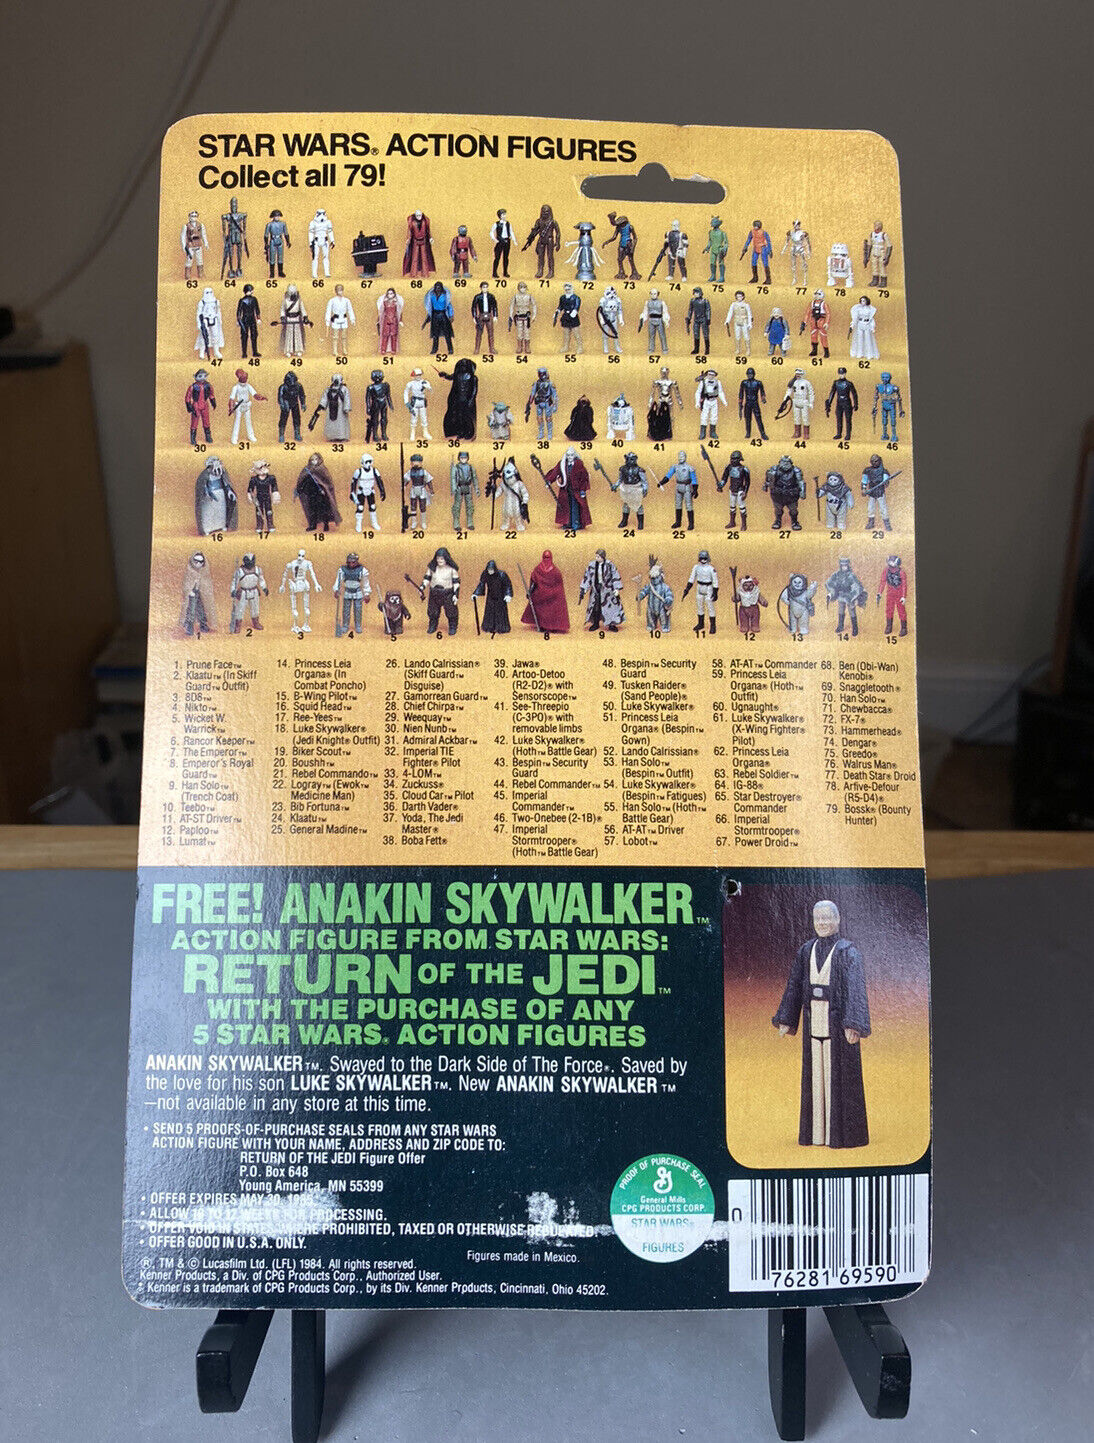 STAR WARS® ACTION FIGURES
Collect all 79!
63 64 65 66 67 68 69 70 71 72 73 74 75 76 77 78 79
47 48 49 50 51 52 53 54 55 56 57 58 59 60 61 62
30 31 32 33 34 35 36 37 38 39 40 41 42 43 44 45 46
16 17 18 19 20 21 22 23 24 25 26 27 28 29
1 2 3 4 5 6 7 8 9 10 11 12 13 14 15
1. Prune Face™
2. Klaatu™ (In Skiff
Guard™ Outfit)
3. 8D8™
4. Nikto™
5. Wicket W.
Warrick™
6. Rancor Keeper™
7. The Emperor™
8. Emperor's Royal
Guard™
9. Han Solo™
(Trench Coat)
10. Teebo™
11. AT-ST Driver™
12. Paploo™
13. Lumat™
14. Princess Leia
Organa® (In
Combat Poncho)
15. B-Wing Pilot™
16. Squid Head™
17. Ree-Yees™
18. Luke Skywalker®
(Jedi Knight® Outfit)
19. Biker Scout™
20. Boushh™
21. Rebel Commando™
22. Logray™ (Ewok™
Medicine Man)
23. Bib Fortuna™
24. Klaatu™
25. General Madine™
26. Lando Calrissian®
(Skiff Guard™
Disguise)
27. Gamorrean Guard™
28. Chief Chirpa™
29. Weequay™
30. Nien Nunb™
31. Admiral Ackbar™
32. Imperial TIE
Fighter® Pilot
33. 4-LOM™
34. Zuckuss®
35. Cloud Car™ Pilot
36. Darth Vader®
37. Yoda, The Jedi
Master®
38. Boba Fett®
39. Jawa®
40. Artoo-Detoo
(R2-D2)® with
Sensorscope™
41. See-Threepio
(C-3PO)® with
removable limbs
42. Luke Skywalker®
(Hoth™ Battle Gear)
43. Bespin™ Security
Guard
44. Rebel Commander™
45. Imperial
Commander™
46. Two-Onebee (2-1B)®
47. Imperial
Stormtrooper®
(Hoth™ Battle Gear)
48. Bespin™ Security
Guard
49. Tusken Raider®
(Sand People)®
50. Luke Skywalker®
51. Princess Leia
Organa® (Bespin™
Gown)
52. Lando Calrissian®
53. Han Solo™
(Bespin™ Outfit)
54. Luke Skywalker®
(Bespin™ Fatigues)
55. Han Solo™ (Hoth™
Battle Gear)
56. AT-AT™ Driver
57. Lobot™
58. AT-AT™ Commander
59. Princess Leia
Organa® (Hoth™
Outfit)
60. Ugnaught®
61. Luke Skywalker®
(X-Wing Fighter®
Pilot)
62. Princess Leia
Organa®
63. Rebel Soldier™
64. IG-88®
65. Star Destroyer®
Commander
66. Imperial
Stormtrooper®
67. Power Droid™
68. Ben (Obi-Wan)
Kenobi®
69. Snaggletooth®
70. Han Solo™
71. Chewbacca®
72. FX-7®
73. Hammerhead®
74. Dengar®
75. Greedo®
76. Walrus Man®
77. Death Star® Droid
78. Artive-Defour
(R5-D4)®
79. Bossk® (Bounty
Hunter)
FREE! ANAKIN SKYWALKER™
ACTION FIGURE FROM STAR WARS:
RETURN OF THE JEDI™
WITH THE PURCHASE OF ANY
5 STAR WARS® ACTION FIGURES
ANAKIN SKYWALKER™. Swayed to the Dark Side of The Force®. Saved by
the love for his son LUKE SKYWALKER™. New ANAKIN SKYWALKER™
—not available in any store at this time.
• SEND 5 PROOFS-OF-PURCHASE SEALS FROM ANY STAR WARS
ACTION FIGURE WITH YOUR NAME, ADDRESS AND ZIP CODE TO:
RETURN OF THE JEDI Figure Offer
P.O. Box 648
Young America, MN 55399
• OFFER EXPIRES MAY 30, 1985
• ALLOW 10 TO 12 WEEKS FOR PROCESSING.
• OFFER VOID IN STATES WHERE PROHIBITED, TAXED OR OTHERWISE REGULATED.
• OFFER GOOD IN U.S.A. ONLY.
Figures made in Mexico.
®, TM & © Lucasfilm Ltd. (LFL) 1984. All rights reserved.
Kenner Products, a Div. of CPG Products Corp., Authorized User.
Kenner is a trademark of CPG Products Corp., by its Div. Kenner Products, Cincinnati, Ohio 45202.
PROOF OF PURCHASE SEAL
General Mills
CPG PRODUCTS CORP.
STAR WARS®
FIGURES
0 76281 69590